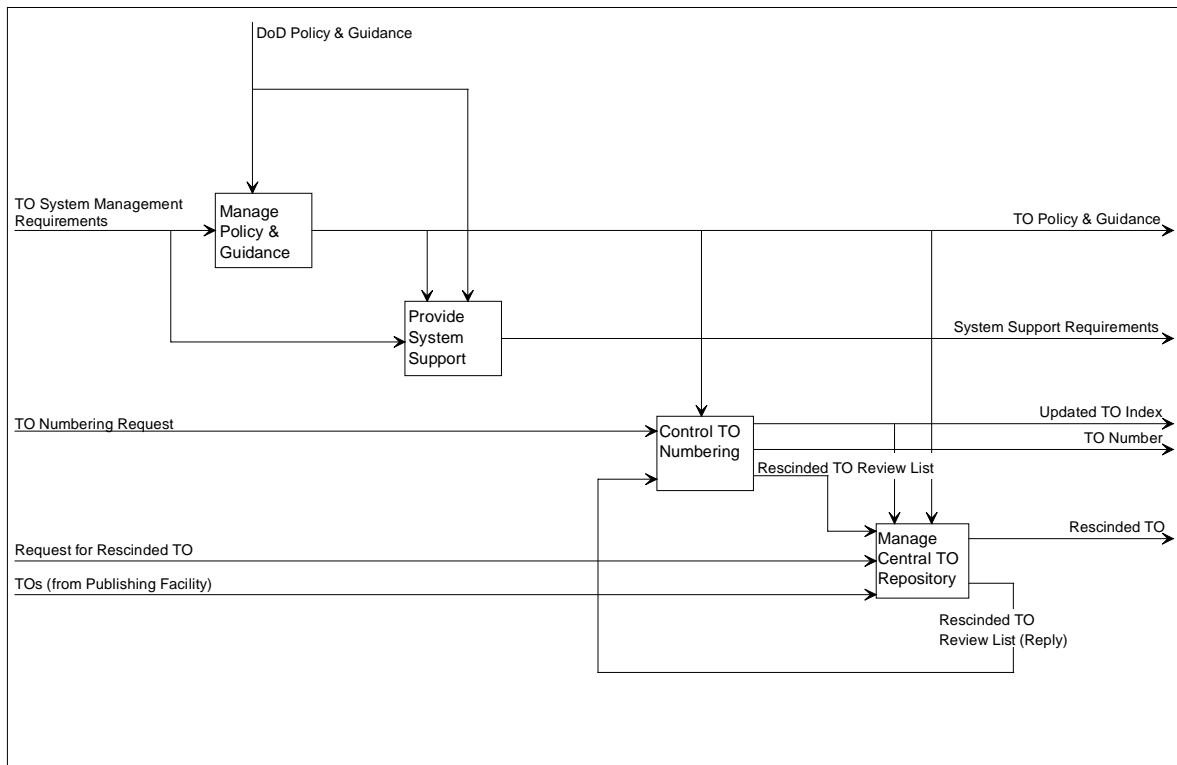 DoD Policy & Guidance
TO System Management
Requirements
Manage
Policy &
Guidance
TO Policy & Guidance
Provide
System
Support
System Support Requirements
TO Numbering Request
Control TO
Numbering
Updated TO Index
TO Number
Rescinded TO Review List
Request for Rescinded TO
TOs (from Publishing Facility)
Manage
Central TO
Repository
Rescinded TO
Rescinded TO
Review List (Reply)